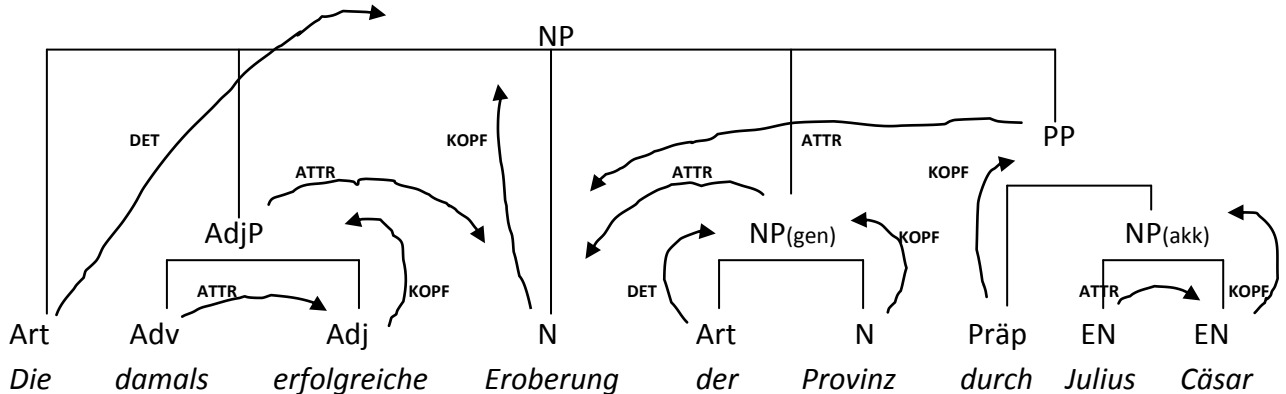 NP
DET KOPF ATTR PP
ATTR ATTR KOPF
AdjP NP(gen) KOPF NP(akk)
ATTR KOPF DET ATTR KOPF
Art Adv Adj N Art N Präp EN EN
Die damals erfolgreiche Eroberung der Provinz durch Julius Cäsar